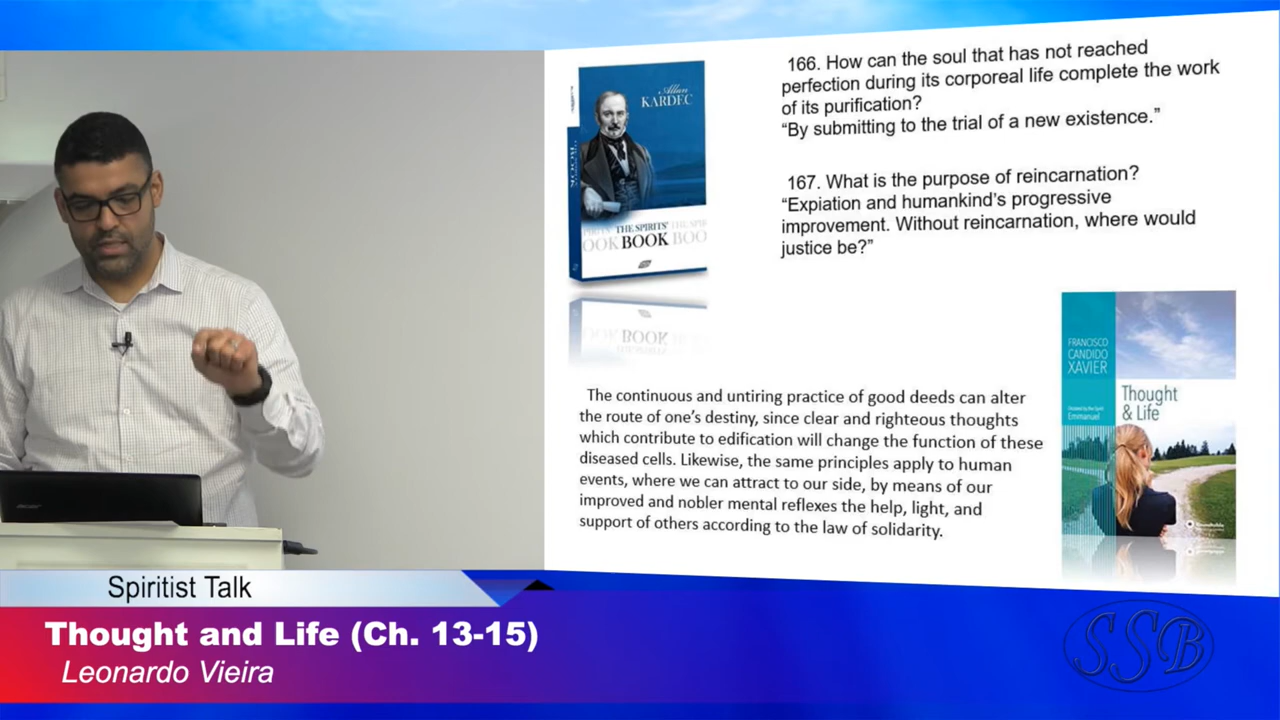 166. How can the soul that has not reached
perfection during its corporeal life complete the work
of its purification?
“By submitting to the trial of a new existence.”
167. What is the purpose of reincarnation?
“Expiation and humankind’s progressive
improvement. Without reincarnation, where would
justice be?”
Allan
KARDEC
THE SPIRITS’
BOOK
The continuous and untiring practice of good deeds can alter
the route of one’s destiny, since clear and righteous thoughts
which contribute to edification will change the function of these
diseased cells. Likewise, the same principles apply to human
events, where we can attract to our side, by means of our
improved and nobler mental reflexes the help, light, and
support of others according to the law of solidarity.
FRANCISCO
CANDIDO
XAVIER
Emmanuel
Thought
& Life
Spiritist Talk
Thought and Life (Ch. 13-15)
Leonardo Vieira
SSB